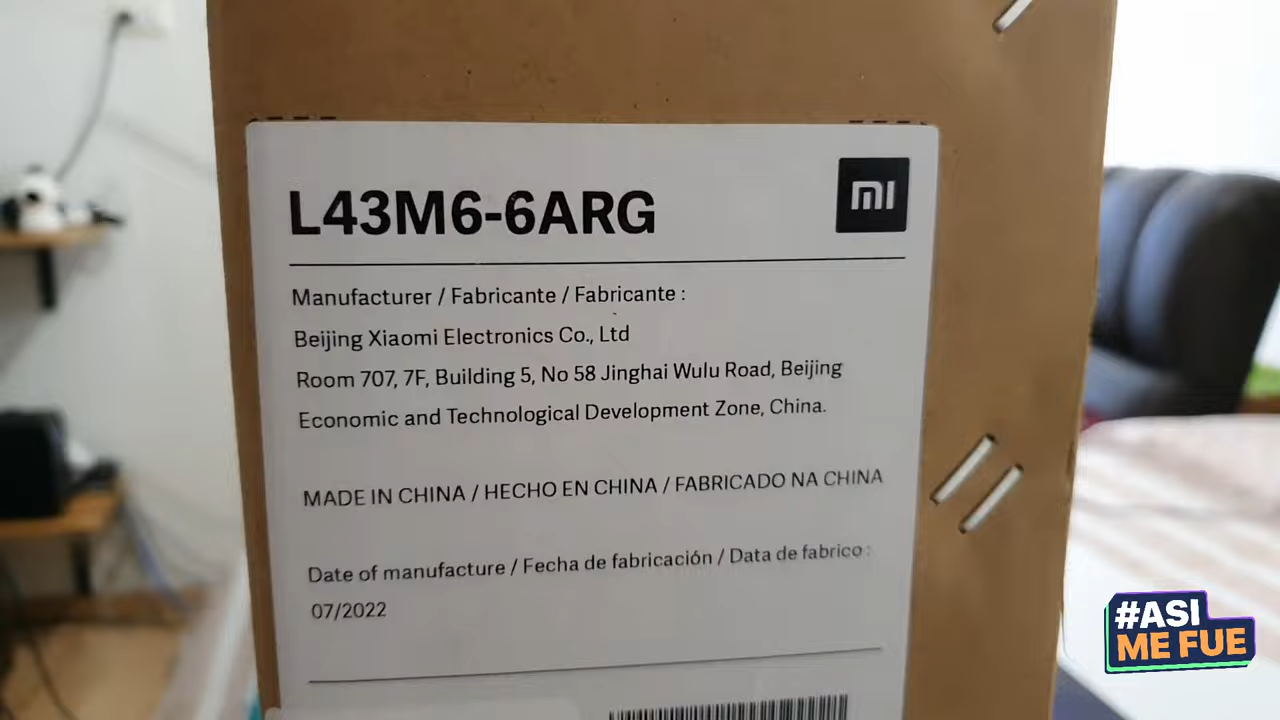 L43M6-6ARG
mi
Manufacturer / Fabricante / Fabricante :
Beijing Xiaomi Electronics Co., Ltd
Room 707, 7F, Building 5, No 58 Jinghai Wulu Road, Beijing
Economic and Technological Development Zone, China.
MADE IN CHINA / HECHO EN CHINA / FABRICADO NA CHINA
Date of manufacture / Fecha de fabricación / Data de fabrico :
07/2022
#ASI
ME FUE